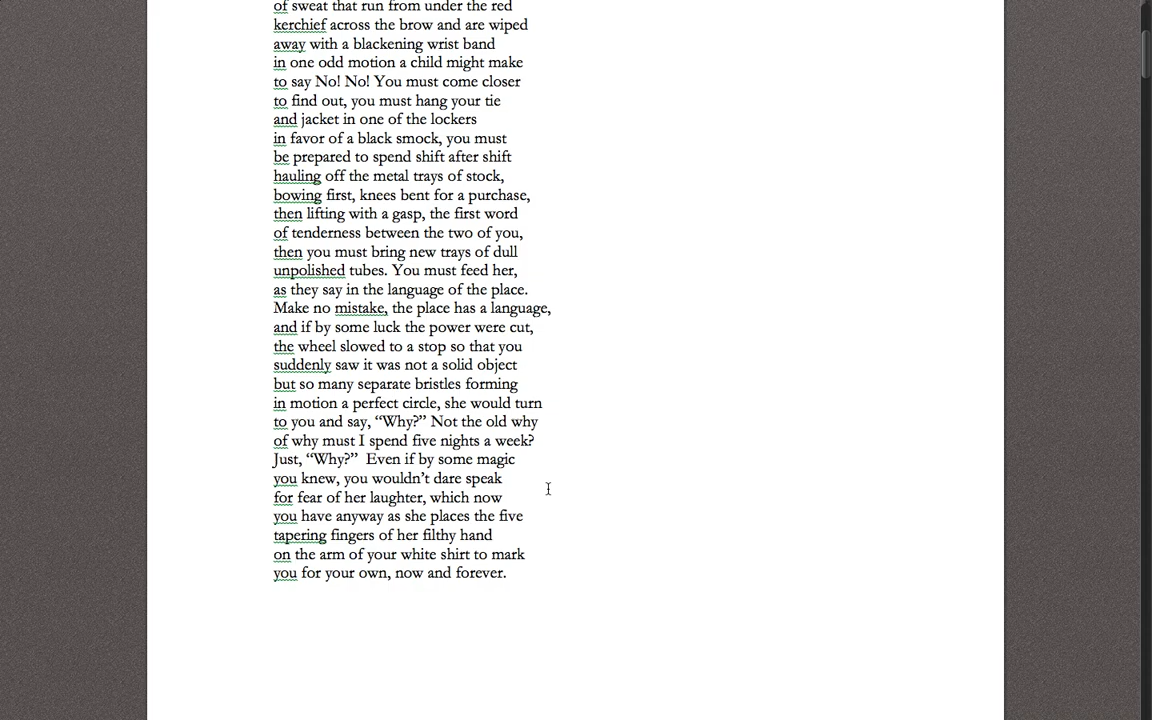 of sweat that run from under the red
kerchief across the brow and are wiped
away with a blackening wrist band
in one odd motion a child might make
to say No! No! You must come closer
to find out, you must hang your tie
and jacket in one of the lockers
in favor of a black smock, you must
be prepared to spend shift after shift
hauling off the metal trays of stock,
bowing first, knees bent for a purchase,
then lifting with a gasp, the first word
of tenderness between the two of you,
then you must bring new trays of dull
unpolished tubes. You must feed her,
as they say in the language of the place.
Make no mistake, the place has a language,
and if by some luck the power were cut,
the wheel slowed to a stop so that you
suddenly saw it was not a solid object
but so many separate bristles forming
in motion a perfect circle, she would turn
to you and say, “Why?” Not the old why
of why must I spend five nights a week?
Just, “Why?”  Even if by some magic
you knew, you wouldn’t dare speak
for fear of her laughter, which now
you have anyway as she places the five
tapering fingers of her filthy hand
on the arm of your white shirt to mark
you for your own, now and forever.